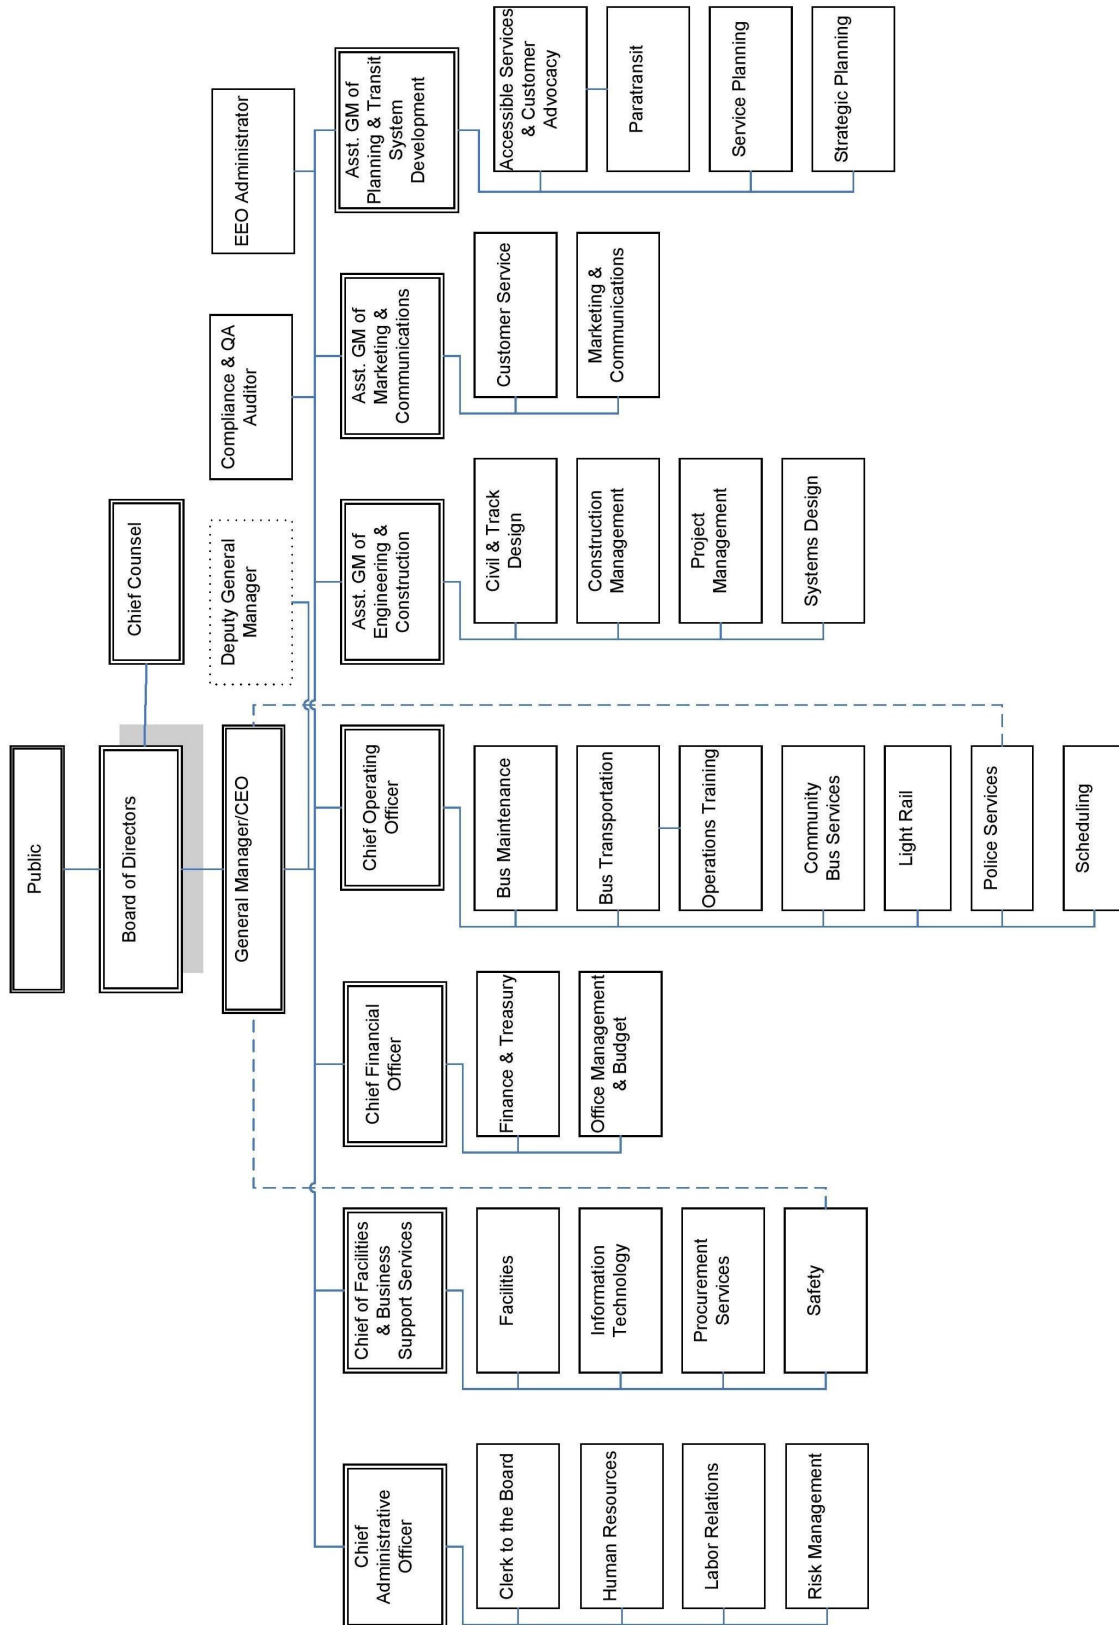 Public
Board of Directors
Chief Counsel
General Manager/CEO
Deputy General
Manager
Compliance & QA
Auditor
EEO Administrator
Chief
Administrative
Officer
Clerk to the Board
Human Resources
Labor Relations
Risk Management
Chief of Facilities
& Business
Support Services
Facilities
Information
Technology
Procurement
Services
Safety
Chief Financial
Officer
Finance & Treasury
Office Management
& Budget
Chief Operating
Officer
Bus Maintenance
Bus Transportation
Operations Training
Community
Bus Services
Light Rail
Police Services
Scheduling
Asst. GM of
Engineering &
Construction
Civil & Track
Design
Construction
Management
Project
Management
Systems Design
Asst. GM of
Marketing &
Communications
Customer Service
Marketing &
Communications
Asst. GM of
Planning & Transit
System
Development
Accessible Services
& Customer
Advocacy
Paratransit
Service Planning
Strategic Planning